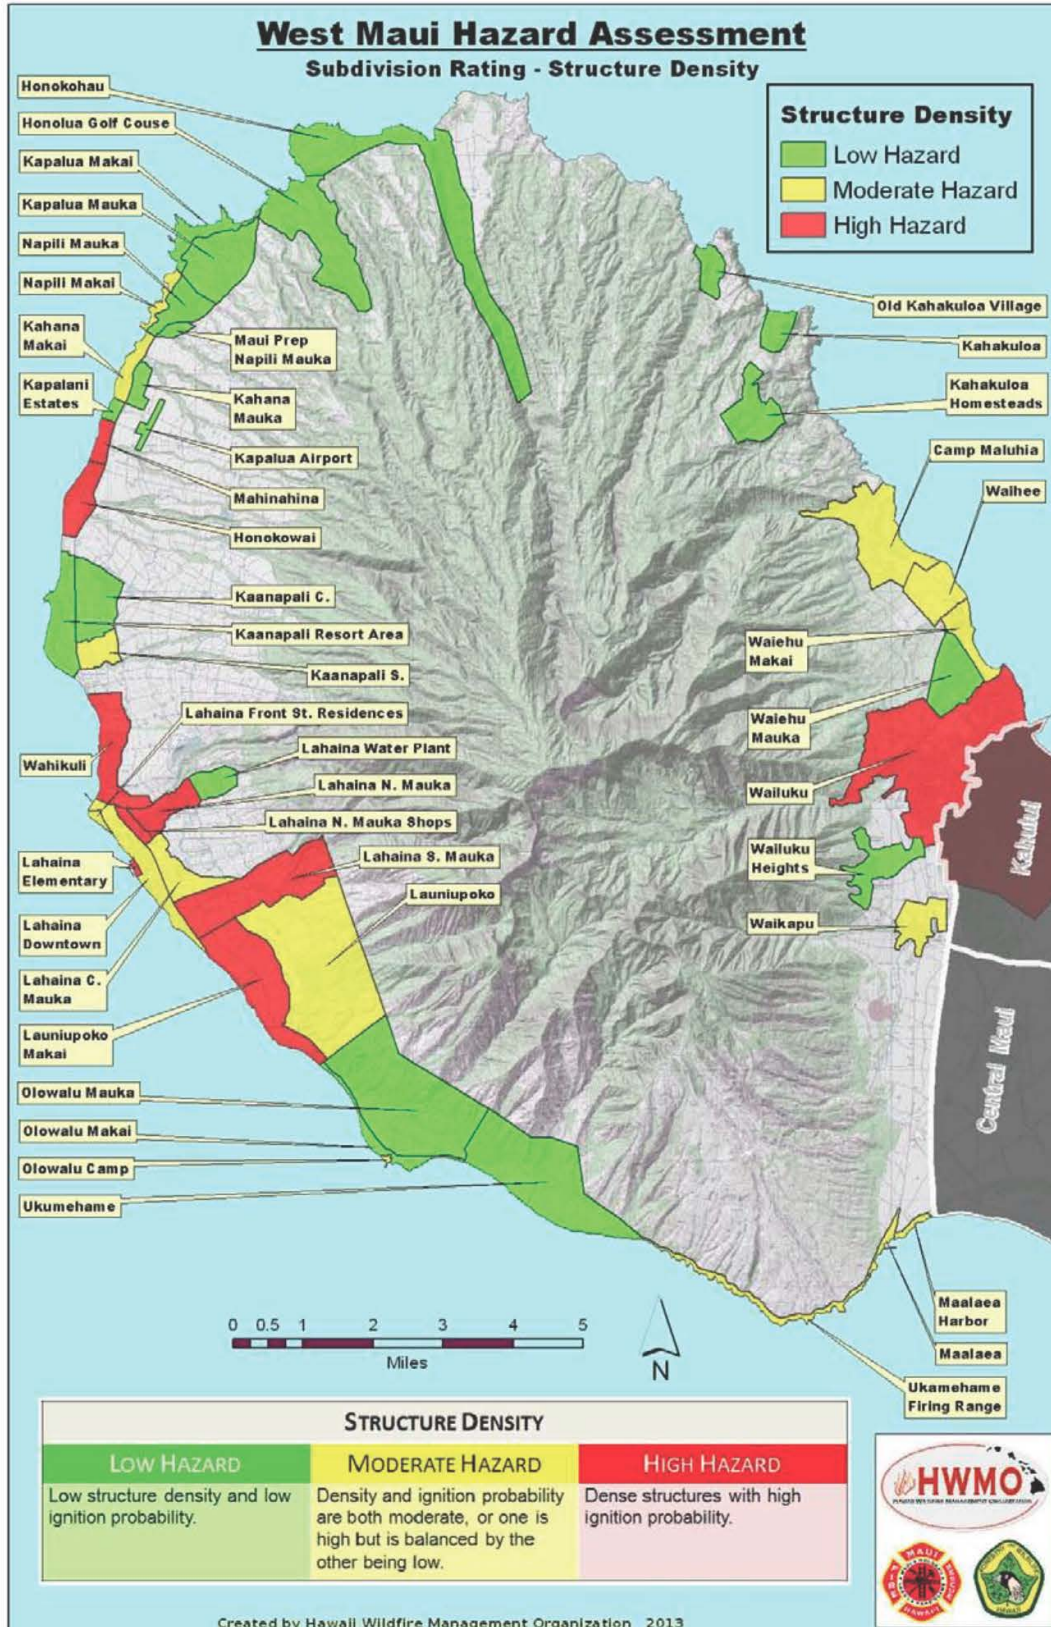 West Maui Hazard Assessment
Subdivision Rating - Structure Density
Structure Density
Low Hazard
Moderate Hazard
High Hazard
Honokohau
Honolua Golf Couse
Kapalua Makai
Kapalua Mauka
Napili Mauka
Napili Makai
Kahana
Makai
Kapalani
Estates
Maui Prep
Napili Mauka
Kahana
Mauka
Kapalua Airport
Mahinahina
Honokowai
Kaanapali C.
Kaanapali Resort Area
Kaanapali S.
Lahaina Front St. Residences
Wahikuli
Lahaina Water Plant
Lahaina N. Mauka
Lahaina N. Mauka Shops
Lahaina S. Mauka
Lahaina
Elementary
Launiupoko
Lahaina
Downtown
Lahaina C.
Mauka
Launiupoko
Makai
Olowalu Mauka
Olowalu Makai
Olowalu Camp
Ukumehame
Old Kahakuloa Village
Kahakuloa
Kahakuloa
Homesteads
Camp Maluhia
Waihee
Waiehu
Makai
Waiehu
Mauka
Wailuku
Wailuku
Heights
Waikapu
Kahului
Central Maui
Maalaea
Harbor
Maalaea
Ukamehame
Firing Range
0 0.5 1 2 3 4 5
Miles
N
STRUCTURE DENSITY
LOW HAZARD
MODERATE HAZARD
HIGH HAZARD
Low structure density and low
ignition probability.
Density and ignition probability
are both moderate, or one is
high but is balanced by the
other being low.
Dense structures with high
ignition probability.
HWMO
MAUI
FIRE
HAWAII
Created by Hawaii Wildfire Management Organization 2013